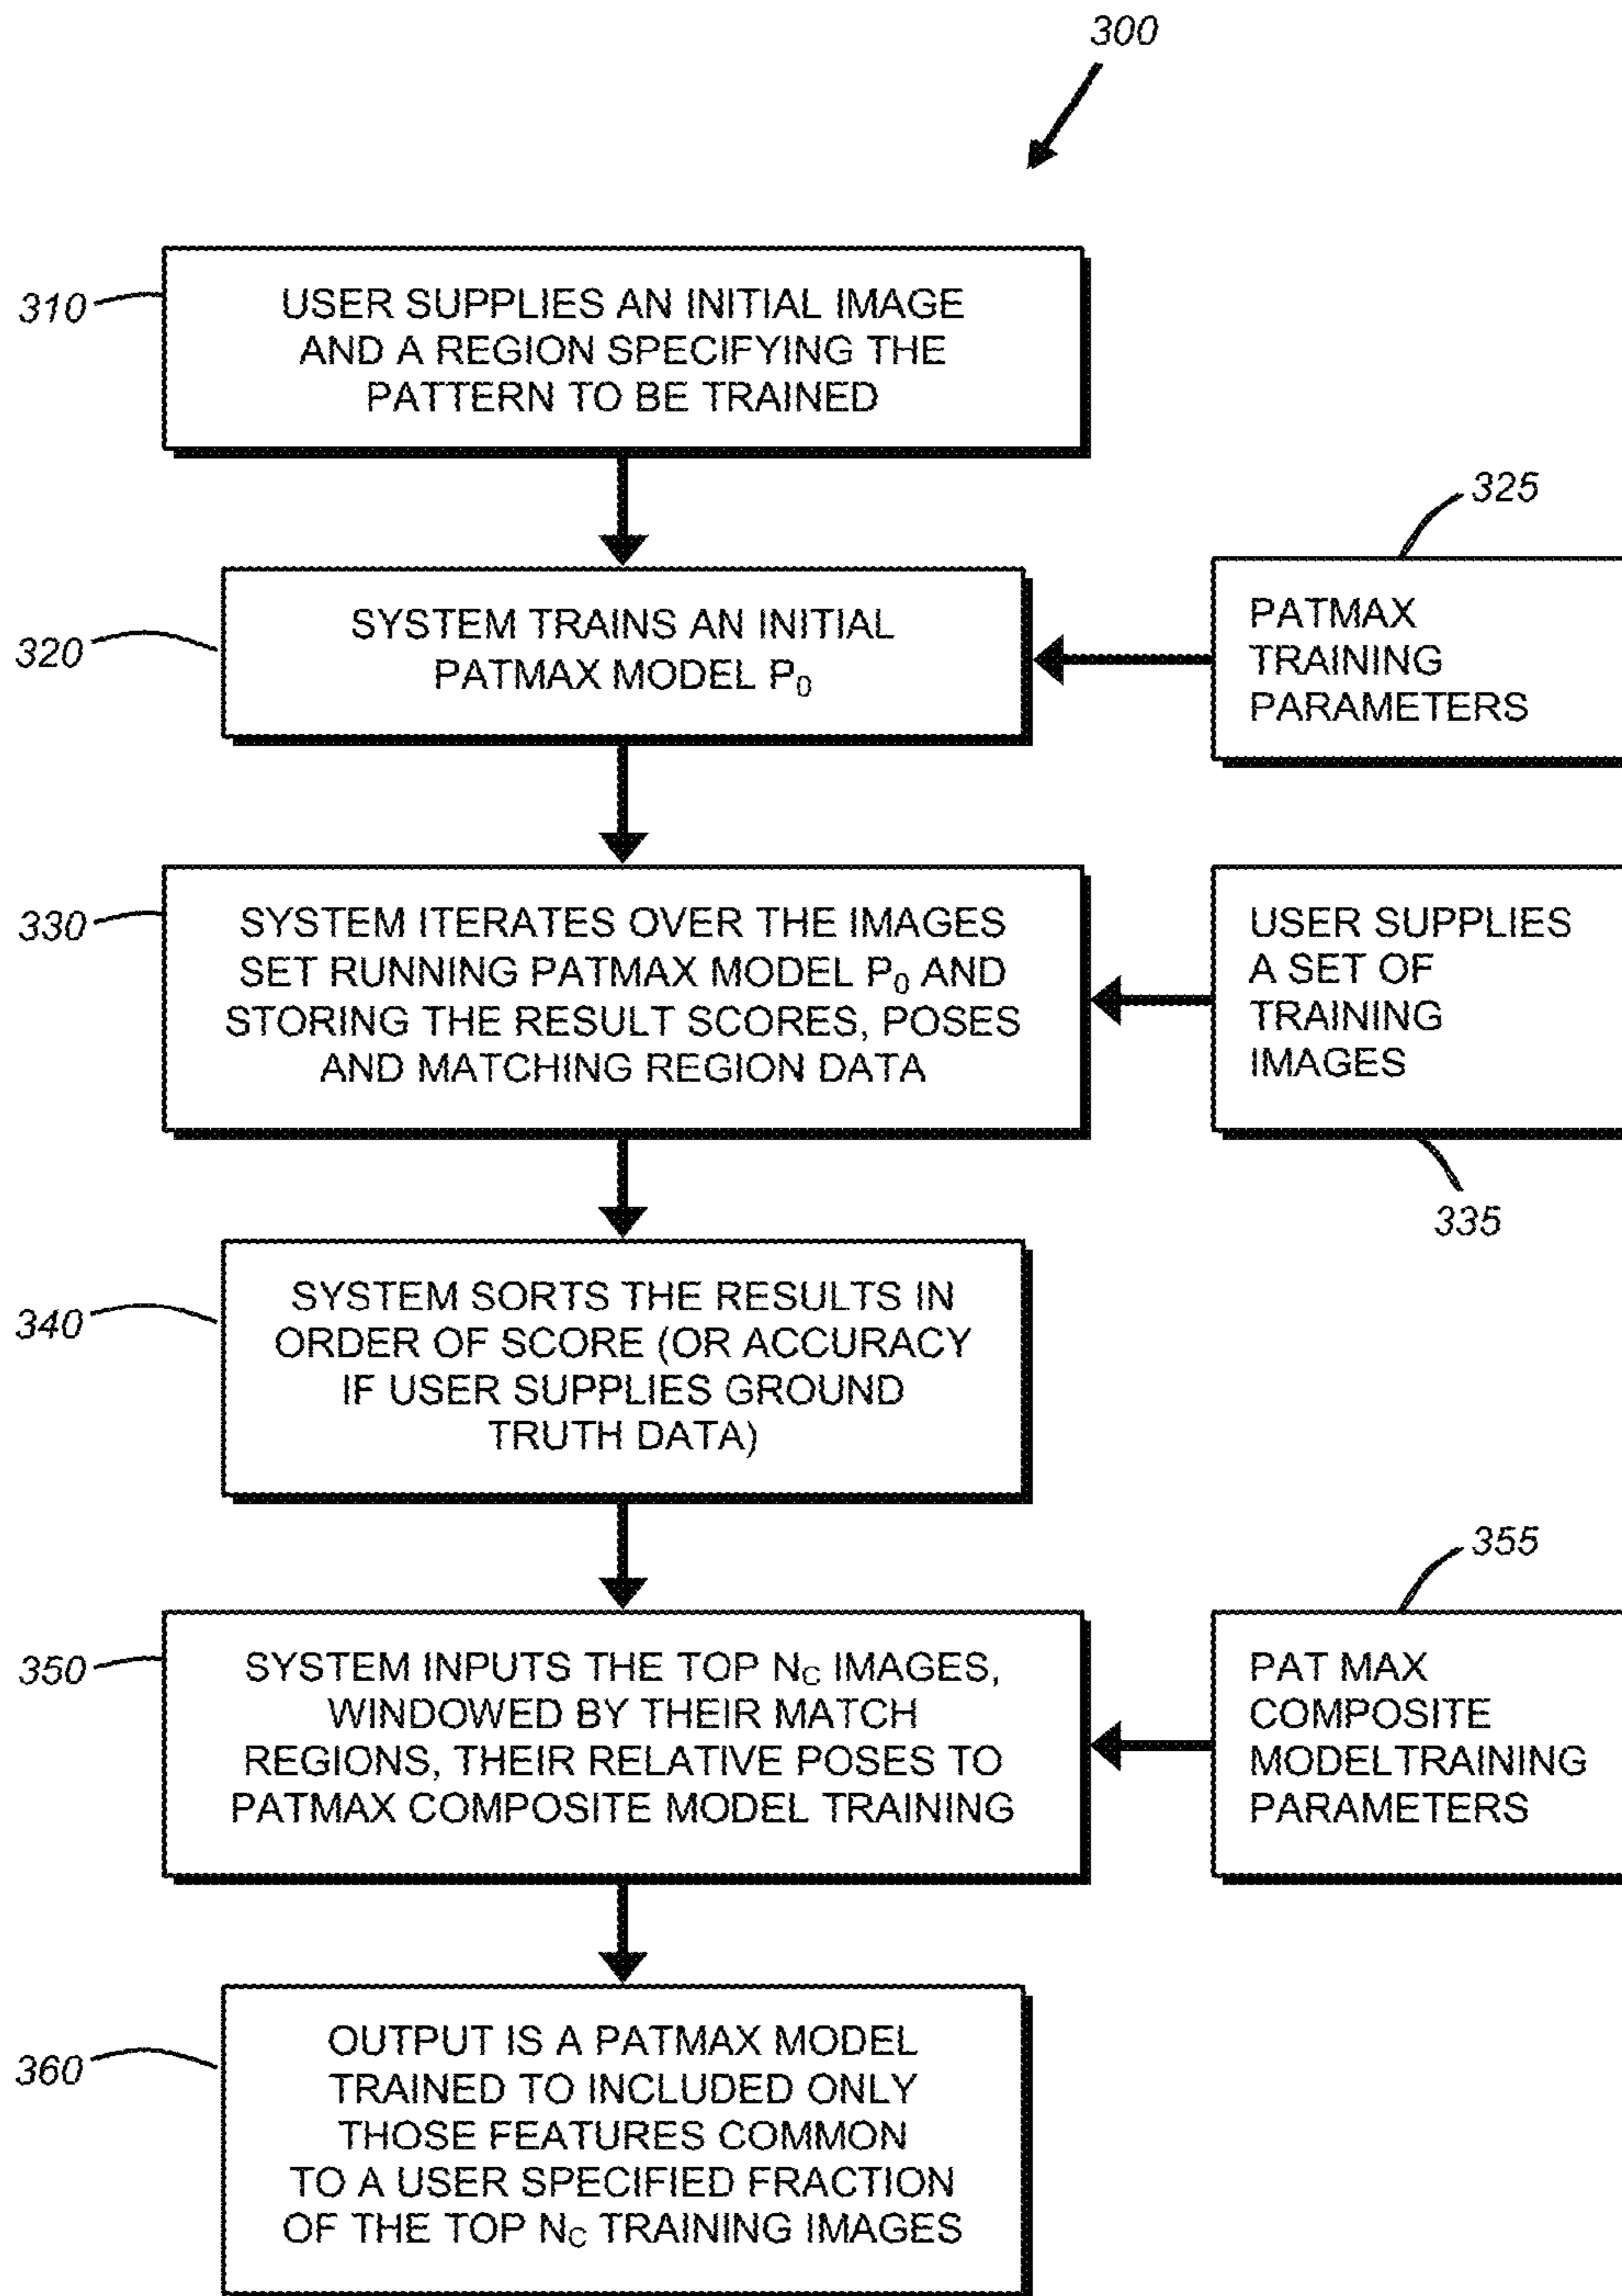 300
310
USER SUPPLIES AN INITIAL IMAGE
AND A REGION SPECIFYING THE
PATTERN TO BE TRAINED
325
320
SYSTEM TRAINS AN INITIAL
PATMAX MODEL P₀
PATMAX
TRAINING
PARAMETERS
330
SYSTEM ITERATES OVER THE IMAGES
SET RUNNING PATMAX MODEL P₀ AND
STORING THE RESULT SCORES, POSES
AND MATCHING REGION DATA
USER SUPPLIES
A SET OF
TRAINING
IMAGES
335
340
SYSTEM SORTS THE RESULTS IN
ORDER OF SCORE (OR ACCURACY
IF USER SUPPLIES GROUND
TRUTH DATA)
355
350
SYSTEM INPUTS THE TOP N_C IMAGES,
WINDOWED BY THEIR MATCH
REGIONS, THEIR RELATIVE POSES TO
PATMAX COMPOSITE MODEL TRAINING
PAT MAX
COMPOSITE
MODELTRAINING
PARAMETERS
360
OUTPUT IS A PATMAX MODEL
TRAINED TO INCLUDED ONLY
THOSE FEATURES COMMON
TO A USER SPECIFIED FRACTION
OF THE TOP N_C TRAINING IMAGES